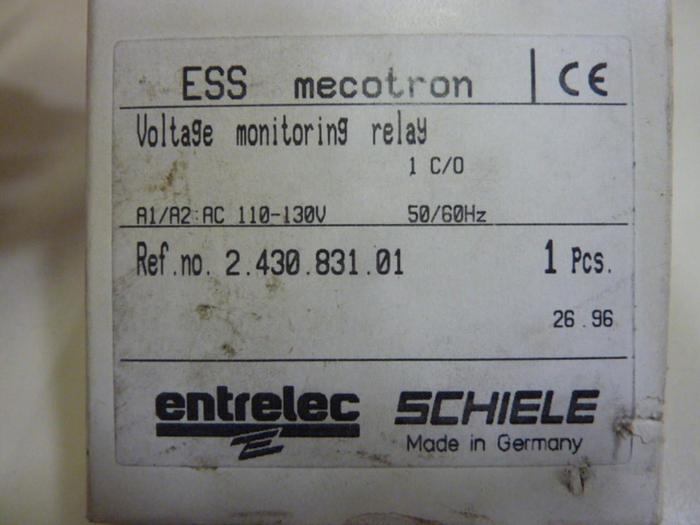 ESS mecotron CE
Voltage monitoring relay
1 C/O
A1/A2:AC 110-130V 50/60Hz
Ref.no. 2.430.831.01 1 Pcs.
26.96
entrelec SCHIELE
Made in Germany